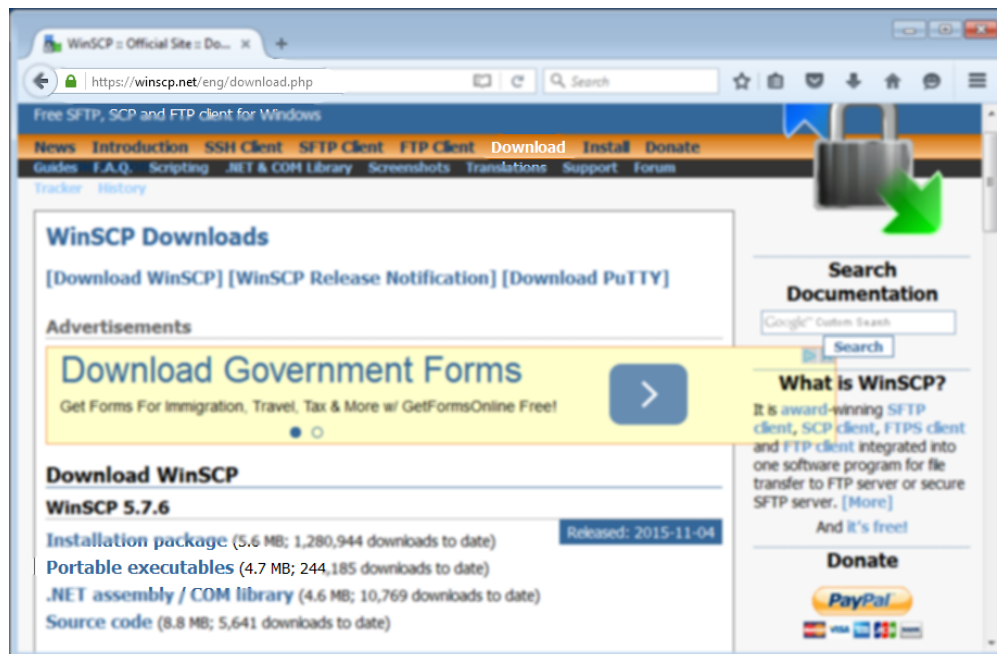 WinSCP :: Official Site :: Do... × +
https://winscp.net/eng/download.php
Search
Free SFTP, SCP and FTP client for Windows
News Introduction SSH Client SFTP Client FTP Client Download Install Donate
Guides F.A.Q. Scripting .NET & COM Library Screenshots Translations Support Forum
Tracker History
WinSCP Downloads
[Download WinSCP] [WinSCP Release Notification] [Download PuTTY]
Advertisements
Download Government Forms
Get Forms For Immigration, Travel, Tax & More w/ GetFormsOnline Free!
Download WinSCP
WinSCP 5.7.6
Released: 2015-11-04
Installation package (5.6 MB; 1,280,944 downloads to date)
Portable executables (4.7 MB; 244,185 downloads to date)
.NET assembly / COM library (4.6 MB; 10,769 downloads to date)
Source code (8.8 MB; 5,641 downloads to date)
Search
Documentation
Google™ Custom Search
Search
What is WinSCP?
It is award-winning SFTP
client, SCP client, FTPS client
and FTP client integrated into
one software program for file
transfer to FTP server or secure
SFTP server. [More]
And it's free!
Donate
PayPal
VISA